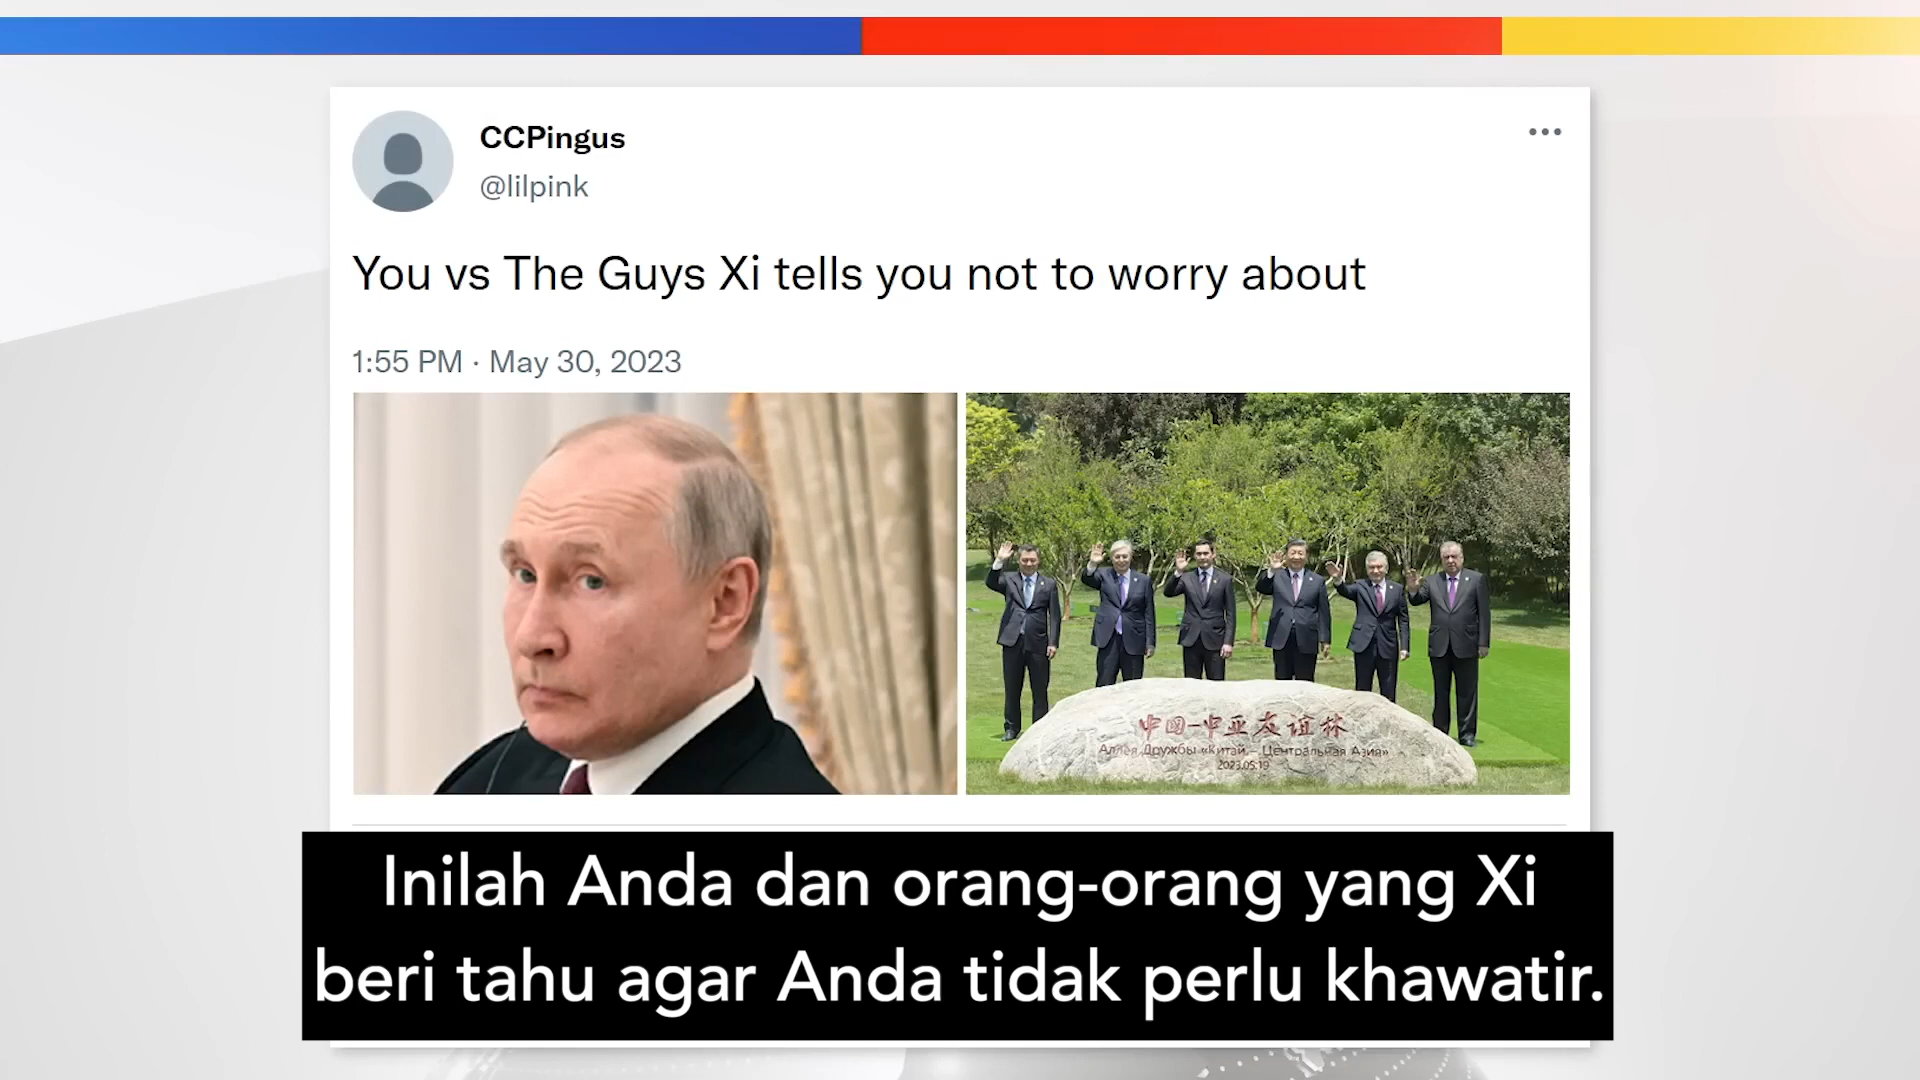 CCPingus
@lilpink
You vs The Guys Xi tells you not to worry about
1:55 PM · May 30, 2023
中国-中亚友谊林
Аллея Дружбы «Китай – Центральная Азия»
2023.05.19
Inilah Anda dan orang-orang yang Xi
beri tahu agar Anda tidak perlu khawatir.